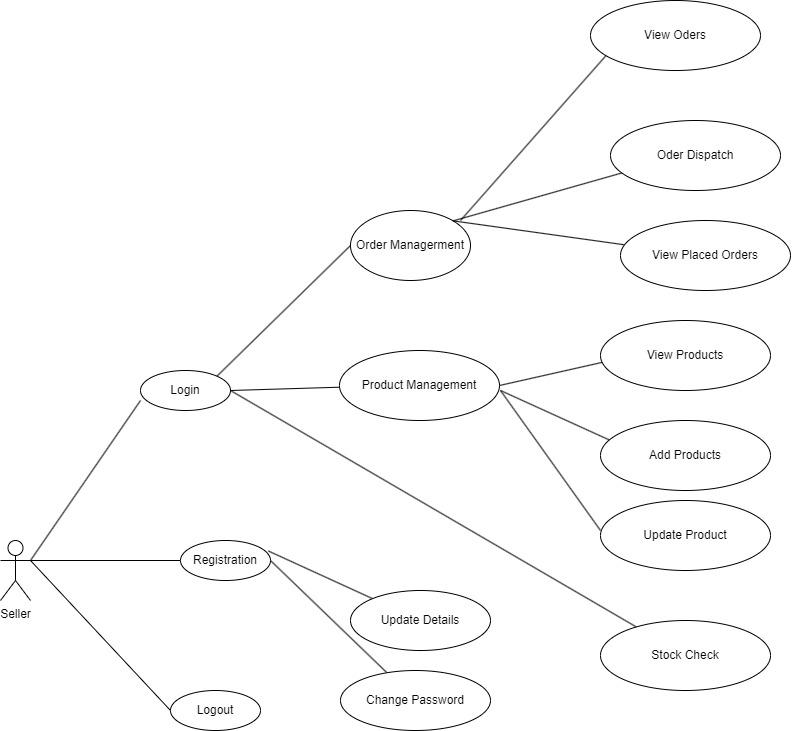 View Oders
Oder Dispatch
Order Management
View Placed Orders
View Products
Login
Product Management
Add Products
Update Product
Registration
Seller
Update Details
Stock Check
Change Password
Logout